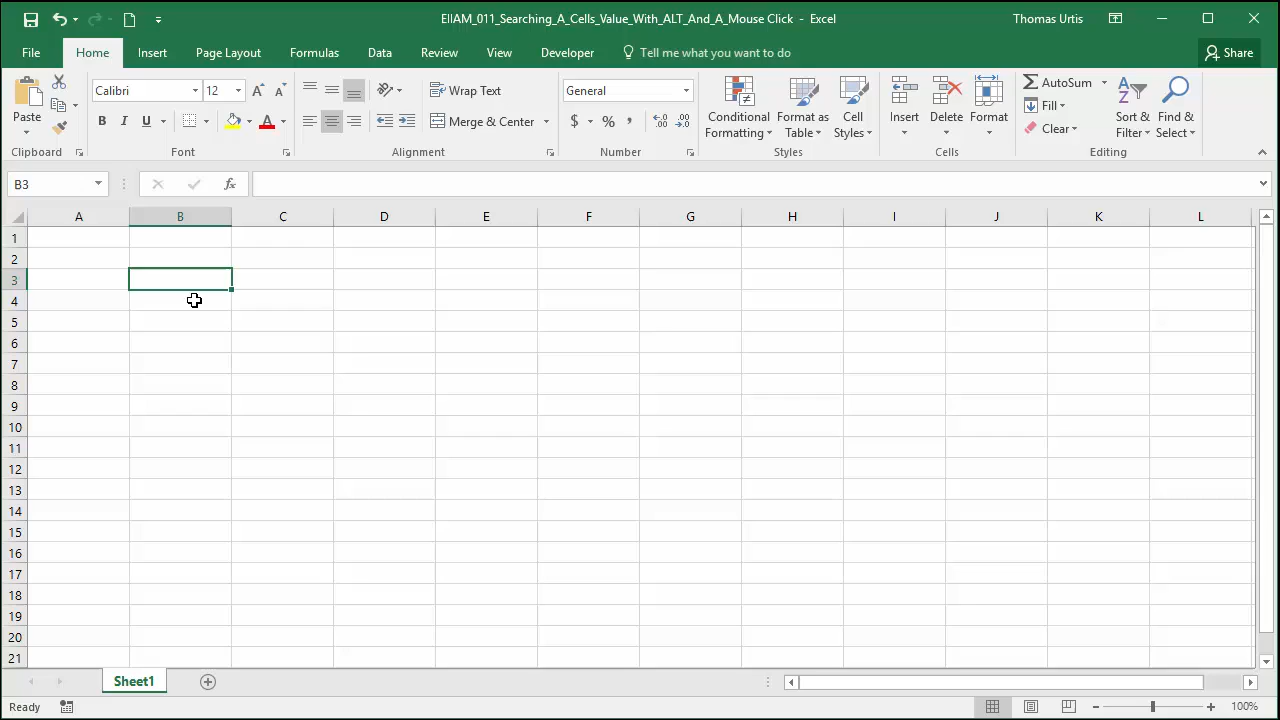 EIIAM_011_Searching_A_Cells_Value_With_ALT_And_A_Mouse Click - Excel
Thomas Urtis
File Home Insert Page Layout Formulas Data Review View Developer Tell me what you want to do Share
Paste
Calibri 12
B I U A
Wrap Text
Merge & Center
General
$ % ,
Conditional Formatting
Format as Table
Cell Styles
Insert Delete Format
AutoSum
Fill
Clear
Sort & Filter
Find & Select
Clipboard Font Alignment Number Styles Cells Editing
B3 fx
A B C D E F G H I J K L
1
2
3
4
5
6
7
8
9
10
11
12
13
14
15
16
17
18
19
20
21
Sheet1
Ready 100%